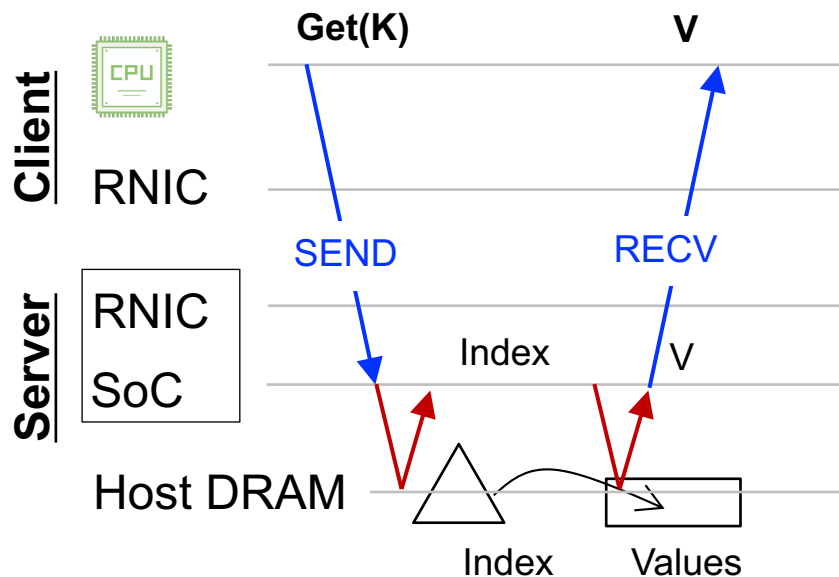 Get(K)
V
CPU
Client
RNIC
SEND
RECV
Server
RNIC
Index
V
SoC
Host DRAM
Index
Values